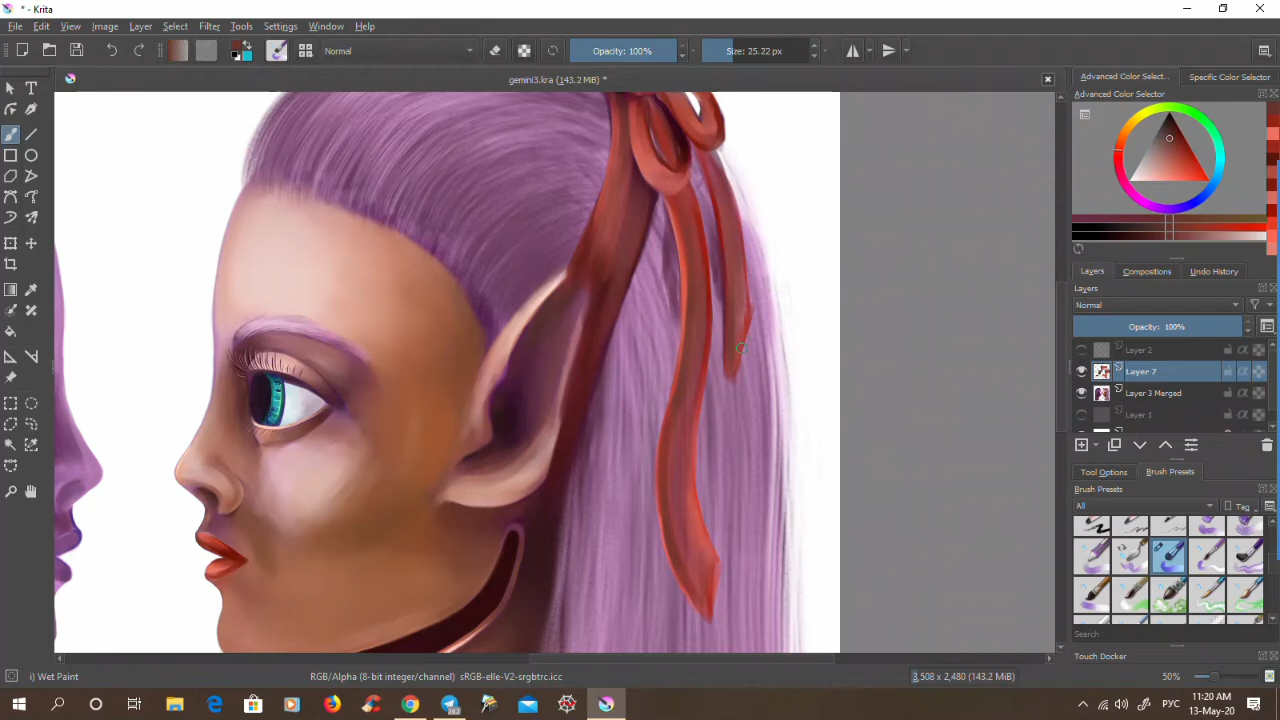 * - Krita
File Edit View Image Layer Select Filter Tools Settings Window Help
Normal Opacity: 100% Size: 25.22 px
gemini3.kra (143.2 MiB) *
Advanced Color Select... Specific Color Selector
Advanced Color Selector
Layers Compositions Undo History
Layers
Normal
Opacity: 100%
Layer 2
Layer 7
Layer 3 Merged
Layer 1
Tool Options Brush Presets
Brush Presets
All Tag
Search
Touch Docker
i) Wet Paint RGB/Alpha (8-bit integer/channel) sRGB-elle-V2-srgbtrc.icc 3,508 x 2,480 (143.2 MiB) 50%
РУС 11:20 AM
13-May-20